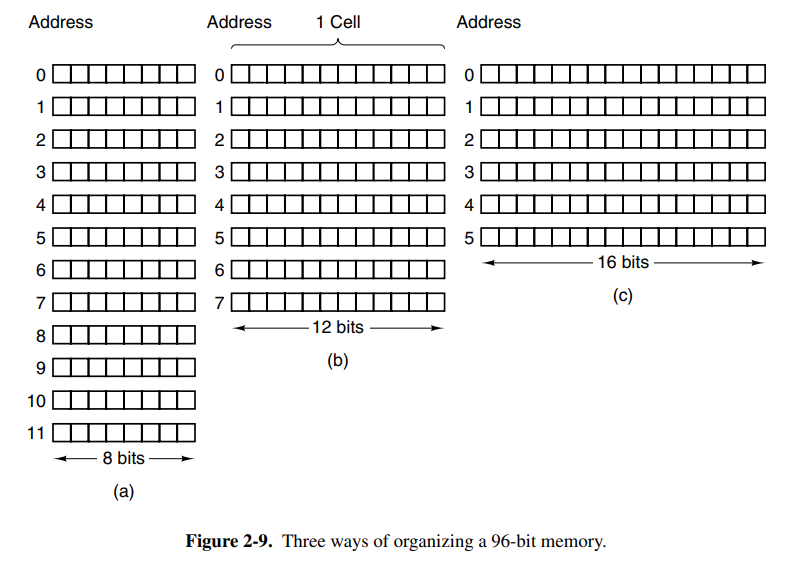 Address
0
1
2
3
4
5
6
7
8
9
10
11
8 bits
(a)
Address 1 Cell
0
1
2
3
4
5
6
7
12 bits
(b)
Address
0
1
2
3
4
5
16 bits
(c)
Figure 2-9. Three ways of organizing a 96-bit memory.